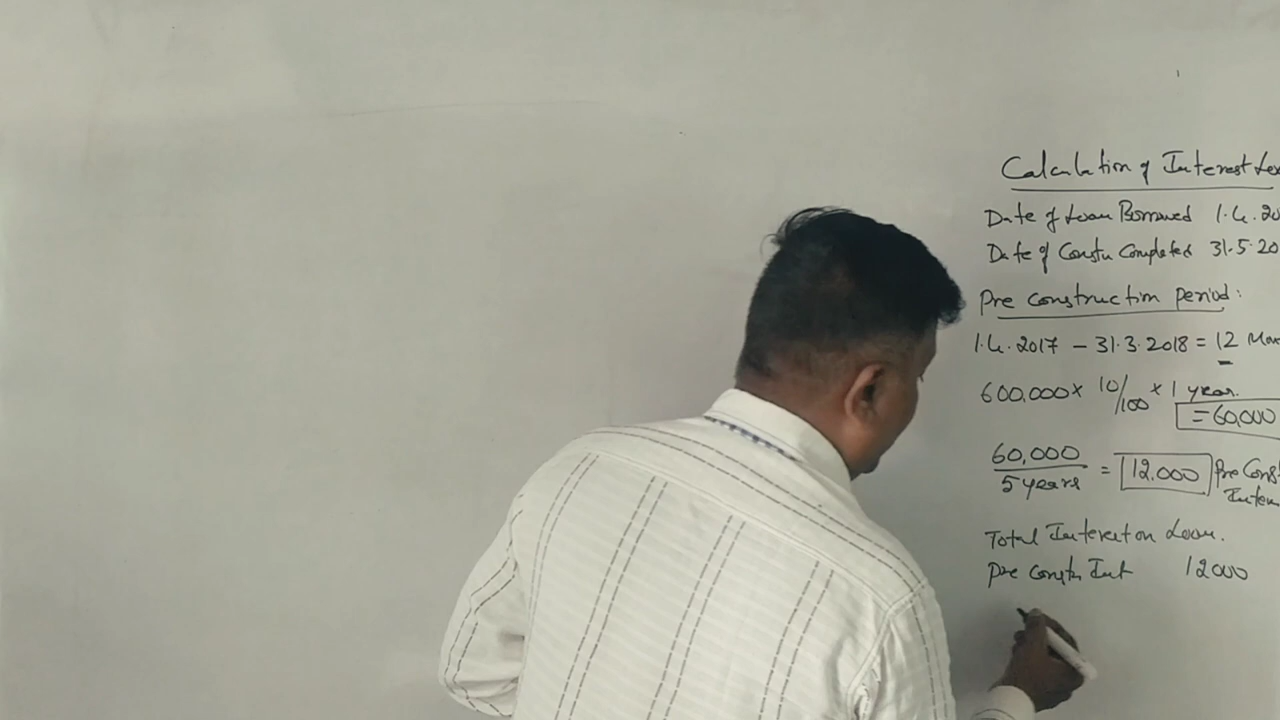 Calculation of Interest
Date of Loan Borrowed 1.4.20
Date of Constn Completed 31.5.20
Pre construction period:
1.4.2017 - 31.3.2018 = 12
600,000 x 10/100 x 1 year.
= 60,000
60,000 / 5 years = 12,000 Pre Const
Total Interest on Loan.
Pre Constn Int 12000